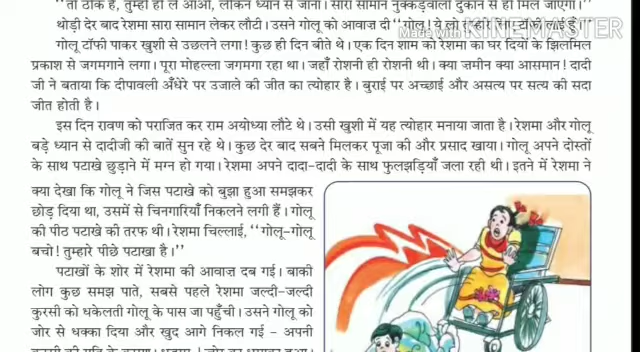 "तो ठीक है, तुम्हीं ही ले आओ, लेकिन ध्यान से जाना। सारा सामान नुक्कड़वाली दुकान से ही मिल जाएगा।"
थोड़ी देर बाद रेशमा सारा सामान लेकर लौटी। उसने गोलू को आवाज़ दी "गोलू! ये लो तुम्हारे लिए टॉफी लाई हूँ"
Made with KINEMASTER
गोलू टॉफी पाकर खुशी से उछलने लगा। कुछ ही दिन बीते थे। एक दिन शाम को रेशमा का घर दियों के झिलमिल
प्रकाश से जगमगाने लगा। पूरा मोहल्ला जगमगा रहा था। जहाँ रोशनी ही रोशनी थी। क्या ज़मीन क्या आसमान! दादी
जी ने बताया कि दीपावली अँधेरे पर उजाले की जीत का त्योहार है। बुराई पर अच्छाई और असत्य पर सत्य की सदा
जीत होती है।
इस दिन रावण को पराजित कर राम अयोध्या लौटे थे। उसी खुशी में यह त्योहार मनाया जाता है। रेशमा और गोलू
बड़े ध्यान से दादीजी की बातें सुन रहे थे। कुछ देर बाद सबने मिलकर पूजा की और प्रसाद खाया। गोलू अपने दोस्तों
के साथ पटाखे छुड़ाने में मग्न हो गया। रेशमा अपने दादा-दादी के साथ फुलझड़ियाँ जला रही थी। इतने में रेशमा ने
क्या देखा कि गोलू ने जिस पटाखे को बुझा हुआ समझकर
छोड़ दिया था, उसमें से चिनगारियाँ निकलने लगी हैं। गोलू
की पीठ पटाखे की तरफ थी। रेशमा चिल्लाई, "गोलू-गोलू
बचो! तुम्हारे पीछे पटाखा है।"
पटाखों के शोर में रेशमा की आवाज़ दब गई। बाकी
लोग कुछ समझ पाते, सबसे पहले रेशमा जल्दी-जल्दी
कुरसी को धकेलती गोलू के पास जा पहुँची। उसने गोलू को
जोर से धक्का दिया और खुद आगे निकल गई - अपनी